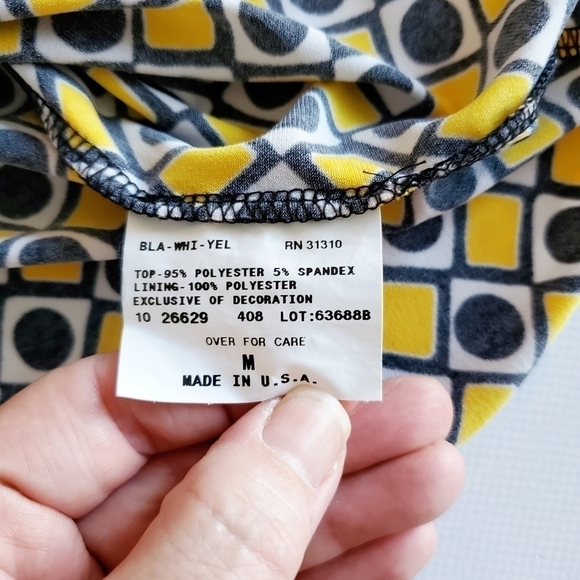 BLA-WHI-YEL RN 31310
TOP-95% POLYESTER 5% SPANDEX
LINING-100% POLYESTER
EXCLUSIVE OF DECORATION
10 26629 408 LOT:63688B
OVER FOR CARE
M
MADE IN U.S.A.